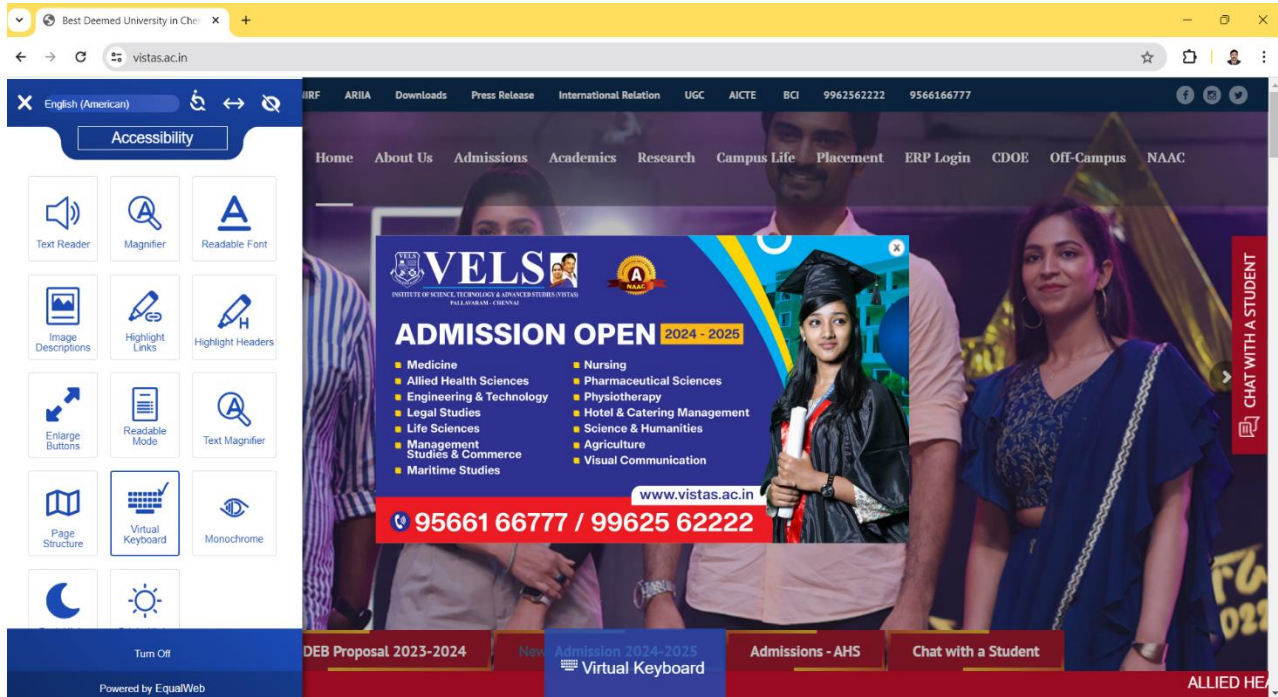 Best Deemed University in Cher
vistas.ac.in
English (American)
Accessibility
Text Reader
Magnifier
Readable Font
Image
Descriptions
Highlight
Links
Highlight Headers
Enlarge
Buttons
Readable
Mode
Text Magnifier
Page
Structure
Virtual
Keyboard
Monochrome
Turn Off
Powered by EqualWeb
ARIIA Downloads Press Release International Relation UGC AICTE BCI 9962562222 9566166777
Home About Us Admissions Academics Research Campus Life Placement ERP Login CDOE Off-Campus NAAC
VELS
VELS
INSTITUTE OF SCIENCE, TECHNOLOGY & ADVANCED STUDIES (VISTAS)
PALLAVARAM - CHENNAI
A
NAAC
ADMISSION OPEN 2024 - 2025
Medicine
Allied Health Sciences
Engineering & Technology
Legal Studies
Life Sciences
Management
Studies & Commerce
Maritime Studies
Nursing
Pharmaceutical Sciences
Physiotherapy
Hotel & Catering Management
Science & Humanities
Agriculture
Visual Communication
www.vistas.ac.in
95661 66777 / 99625 62222
CHAT WITH A STUDENT
DEB Proposal 2023-2024
New Admission 2024-2025
Virtual Keyboard
Admissions - AHS
Chat with a Student
ALLIED HEA